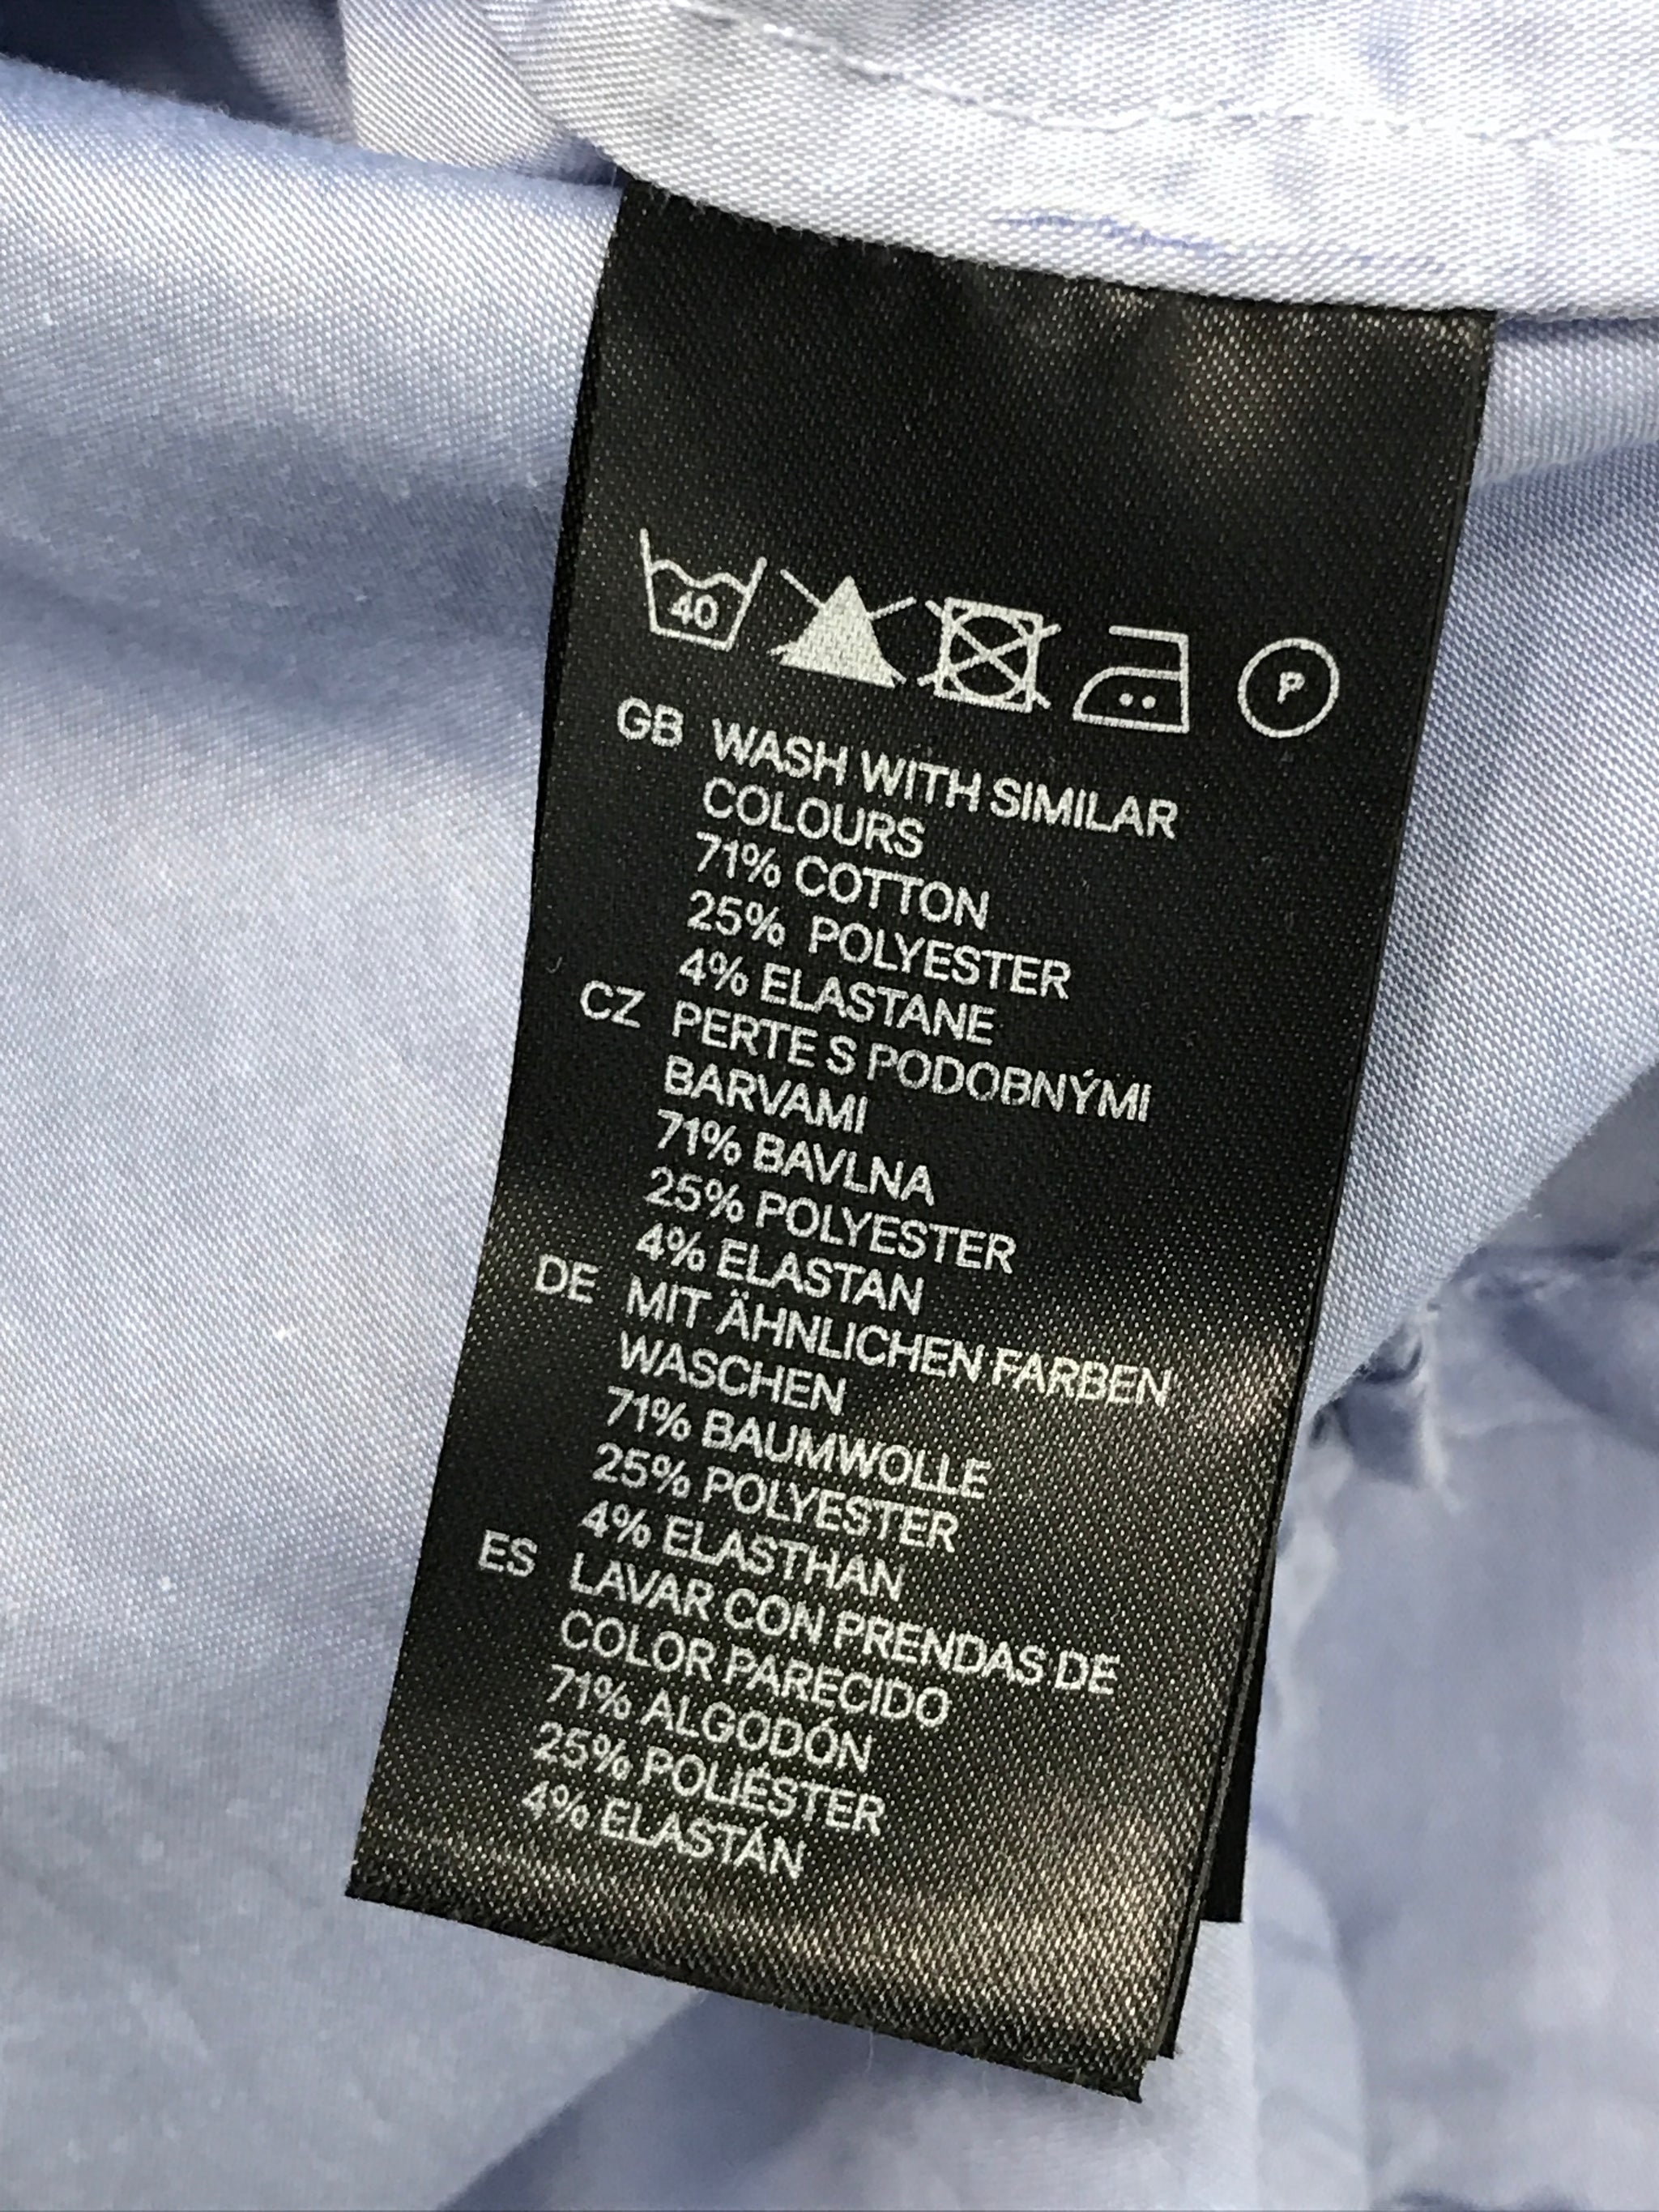 40
P
GB WASH WITH SIMILAR
COLOURS
71% COTTON
25% POLYESTER
4% ELASTANE
CZ PERTE S PODOBNÝMI
BARVAMI
71% BAVLNA
25% POLYESTER
4% ELASTAN
DE MIT ÄHNLICHEN FARBEN
WASCHEN
71% BAUMWOLLE
25% POLYESTER
4% ELASTHAN
ES LAVAR CON PRENDAS DE
COLOR PARECIDO
71% ALGODÓN
25% POLIÉSTER
4% ELASTÁN